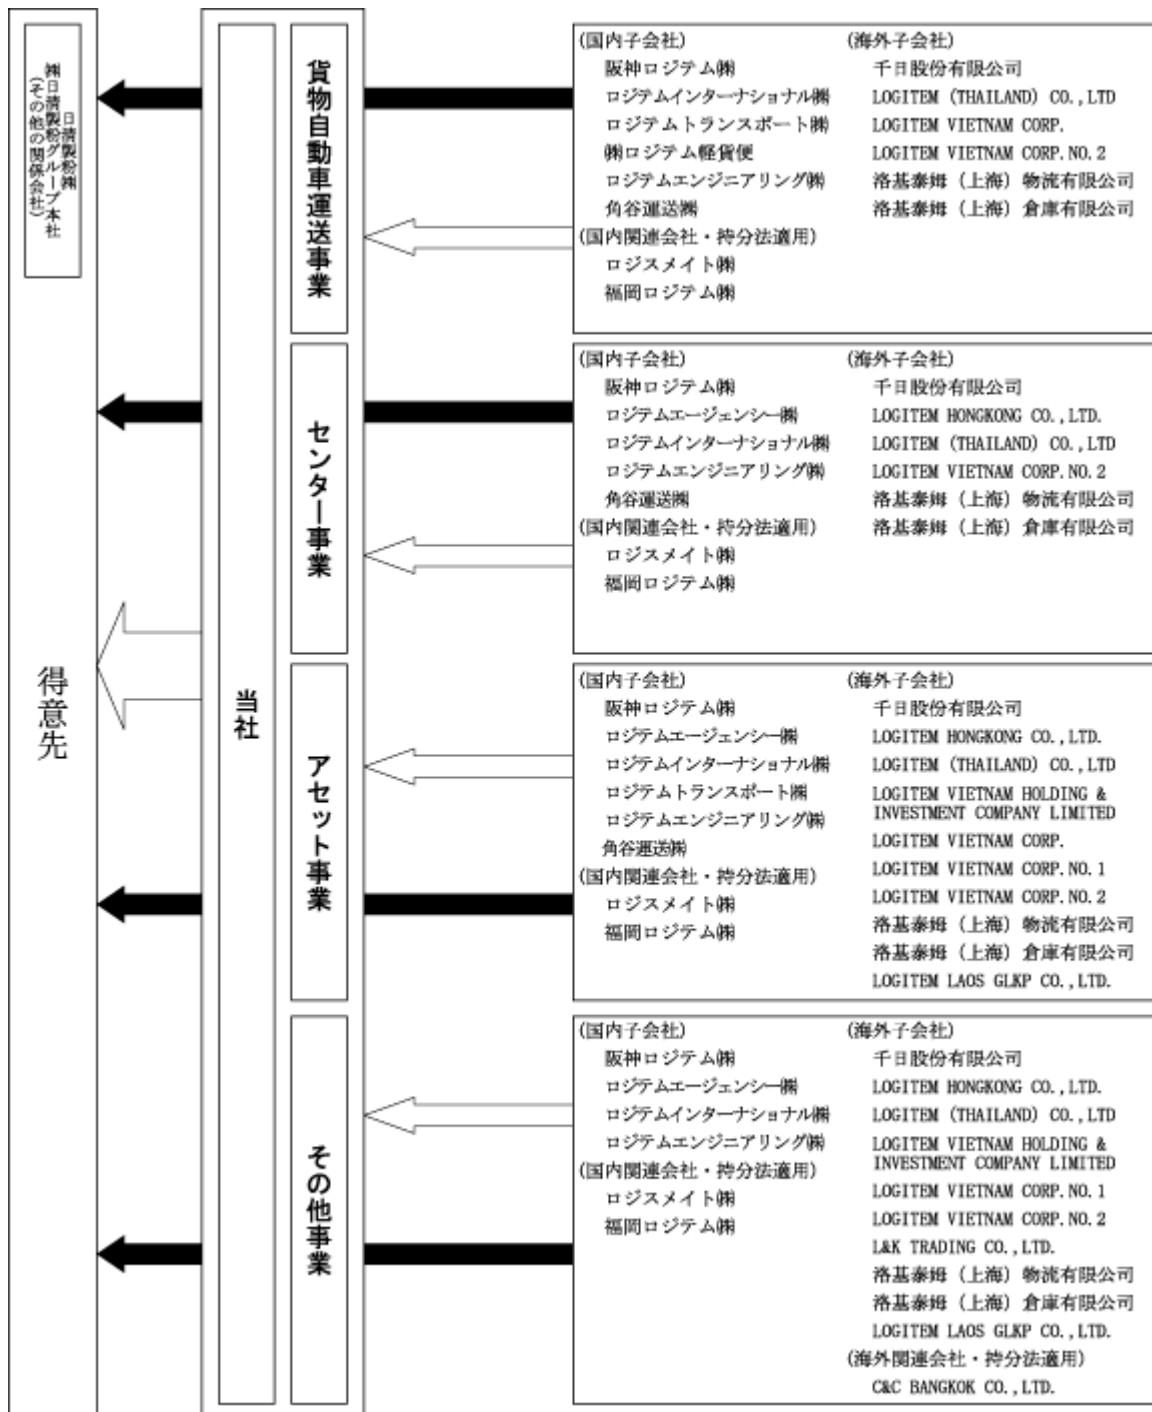 日清製粉㈱
㈱日清製粉グループ本社
(その他の関係会社)
得意先
当社
貨物自動車運送事業
(国内子会社)
阪神ロジテム㈱
ロジテムインターナショナル㈱
ロジテムトランスポート㈱
㈱ロジテム軽貨便
ロジテムエンジニアリング㈱
角谷運送㈱
(国内関連会社・持分法適用)
ロジスメイト㈱
福岡ロジテム㈱
(海外子会社)
千日股份有限公司
LOGITEM (THAILAND) CO.,LTD
LOGITEM VIETNAM CORP.
LOGITEM VIETNAM CORP.NO.2
洛基泰姆 (上海) 物流有限公司
洛基泰姆 (上海) 倉庫有限公司
センター事業
(国内子会社)
阪神ロジテム㈱
ロジテムエージェンシー㈱
ロジテムインターナショナル㈱
ロジテムエンジニアリング㈱
角谷運送㈱
(国内関連会社・持分法適用)
ロジスメイト㈱
福岡ロジテム㈱
(海外子会社)
千日股份有限公司
LOGITEM HONGKONG CO.,LTD.
LOGITEM (THAILAND) CO.,LTD
LOGITEM VIETNAM CORP.NO.2
洛基泰姆 (上海) 物流有限公司
洛基泰姆 (上海) 倉庫有限公司
アセット事業
(国内子会社)
阪神ロジテム㈱
ロジテムエージェンシー㈱
ロジテムインターナショナル㈱
ロジテムトランスポート㈱
ロジテムエンジニアリング㈱
角谷運送㈱
(国内関連会社・持分法適用)
ロジスメイト㈱
福岡ロジテム㈱
(海外子会社)
千日股份有限公司
LOGITEM HONGKONG CO.,LTD.
LOGITEM (THAILAND) CO.,LTD
LOGITEM VIETNAM HOLDING &
INVESTMENT COMPANY LIMITED
LOGITEM VIETNAM CORP.
LOGITEM VIETNAM CORP.NO.1
LOGITEM VIETNAM CORP.NO.2
洛基泰姆 (上海) 物流有限公司
洛基泰姆 (上海) 倉庫有限公司
LOGITEM LAOS GLKP CO.,LTD.
その他事業
(国内子会社)
阪神ロジテム㈱
ロジテムエージェンシー㈱
ロジテムインターナショナル㈱
ロジテムエンジニアリング㈱
(国内関連会社・持分法適用)
ロジスメイト㈱
福岡ロジテム㈱
(海外子会社)
千日股份有限公司
LOGITEM HONGKONG CO.,LTD.
LOGITEM (THAILAND) CO.,LTD
LOGITEM VIETNAM HOLDING &
INVESTMENT COMPANY LIMITED
LOGITEM VIETNAM CORP.NO.1
LOGITEM VIETNAM CORP.NO.2
L&K TRADING CO.,LTD.
洛基泰姆 (上海) 物流有限公司
洛基泰姆 (上海) 倉庫有限公司
LOGITEM LAOS GLKP CO.,LTD.
(海外関連会社・持分法適用)
C&C BANGKOK CO.,LTD.